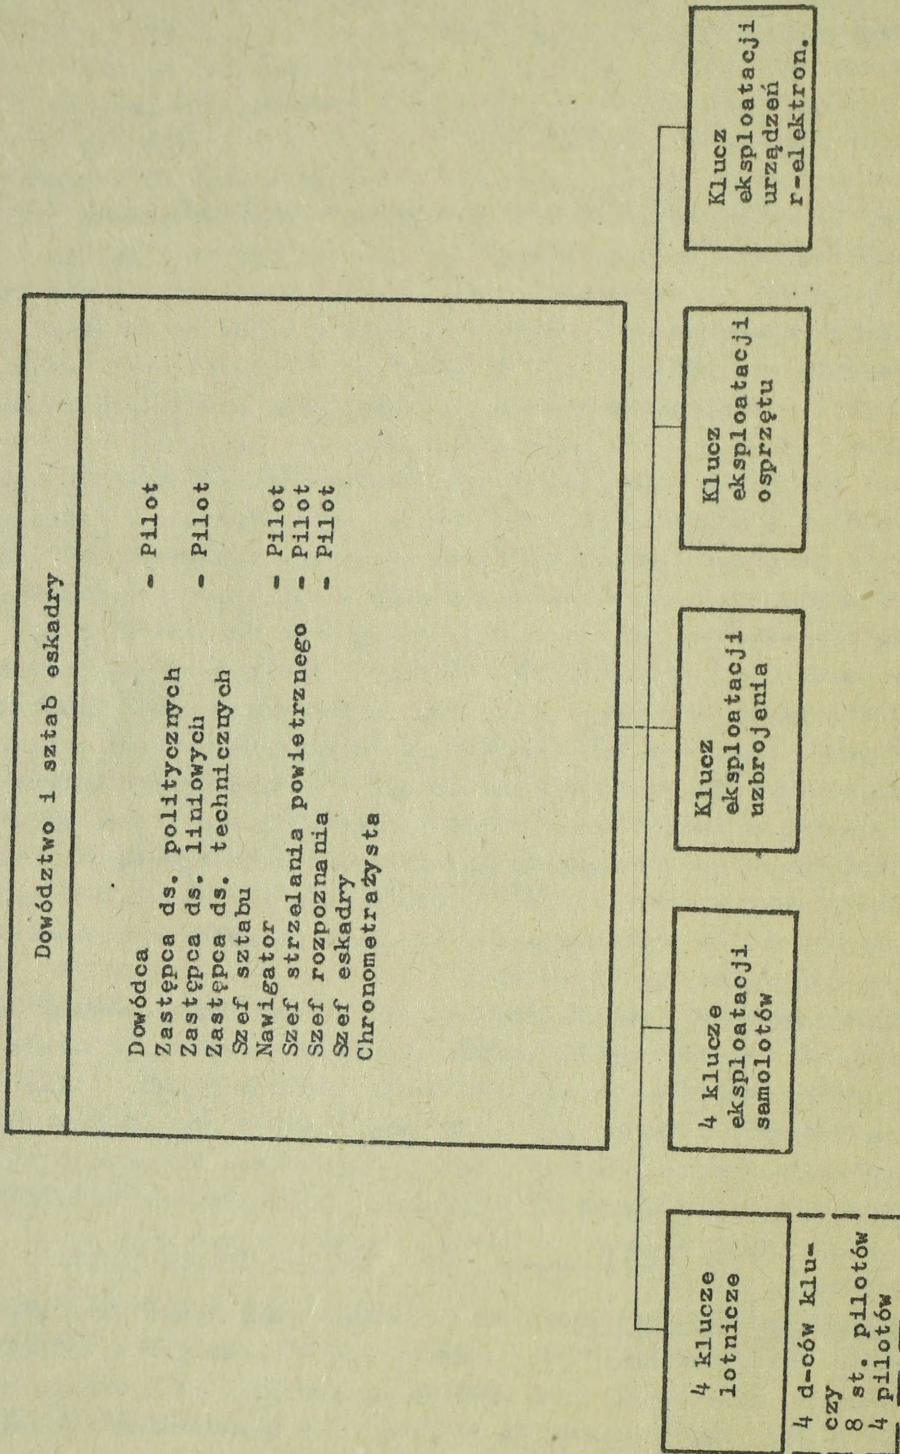 Dowództwo i sztab eskadry
Dowódca - Pilot
Zastępca ds. politycznych
Zastępca ds. liniowych - Pilot
Zastępca ds. technicznych
Szef sztabu
Nawigator - Pilot
Szef strzelania powietrznego - Pilot
Szef rozpoznania - Pilot
Szef eskadry
Chronometrażysta
4 klucze
lotnicze
4 d-ców klu-
czy
8 st. pilotów
4 pilotów
4 klucze
eksploatacji
samolotów
Klucz
eksploatacji
uzbrojenia
Klucz
eksploatacji
osprzętu
Klucz
eksploatacji
urządzeń
r-elektron.